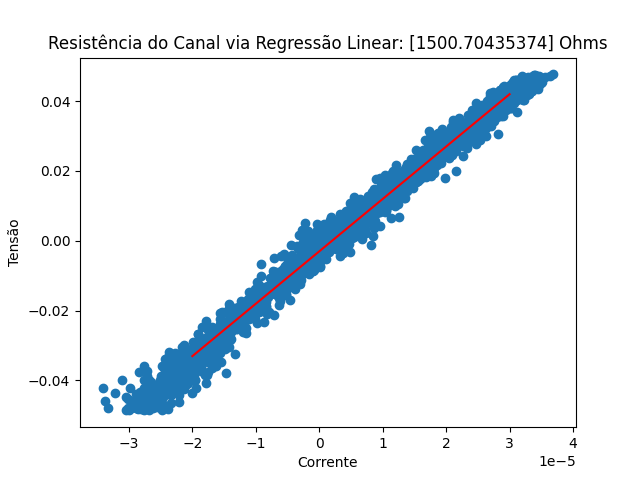 Resistência do Canal via Regressão Linear: [1500.70435374] Ohms
0.04
0.02
0.00
−0.02
−0.04
Tensão
−3 −2 −1 0 1 2 3 4
1e−5
Corrente